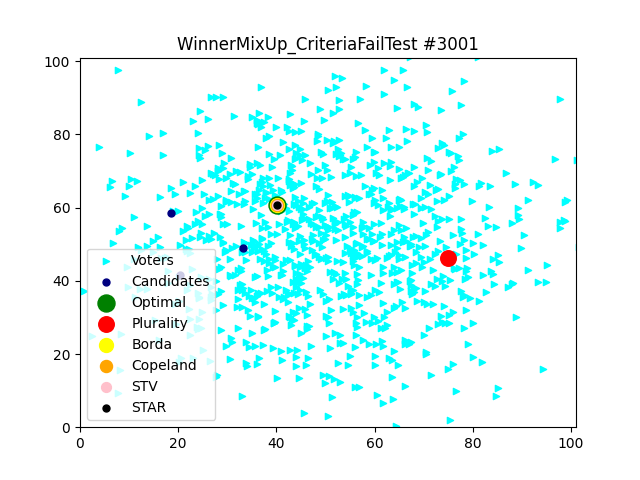 WinnerMixUp_CriteriaFailTest #3001
100
80
60
40
20
0
0 20 40 60 80 100
Voters
Candidates
Optimal
Plurality
Borda
Copeland
STV
STAR